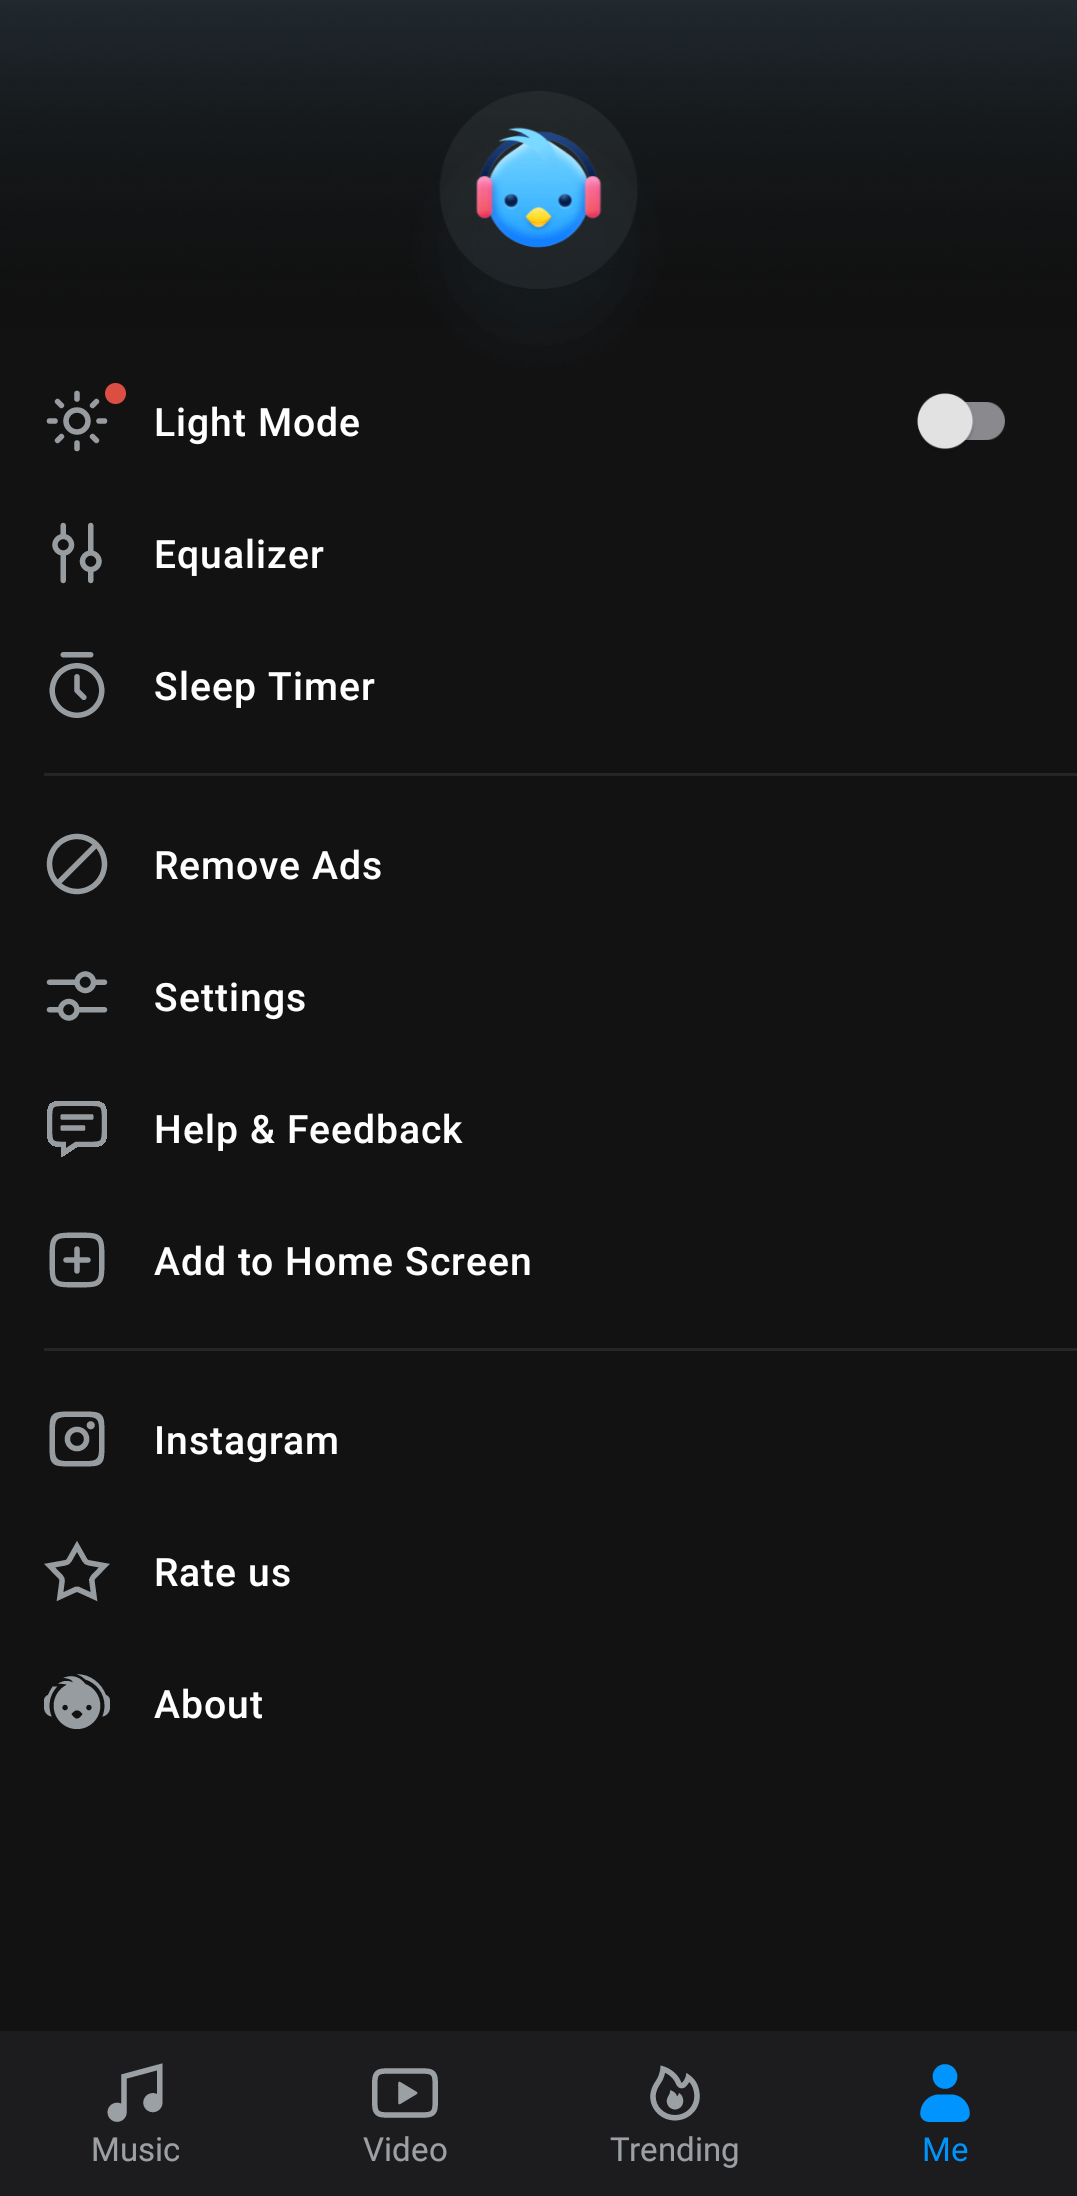 Light Mode
Equalizer
Sleep Timer
Remove Ads
Settings
Help & Feedback
Add to Home Screen
Instagram
Rate us
About
Music
Video
Trending
Me